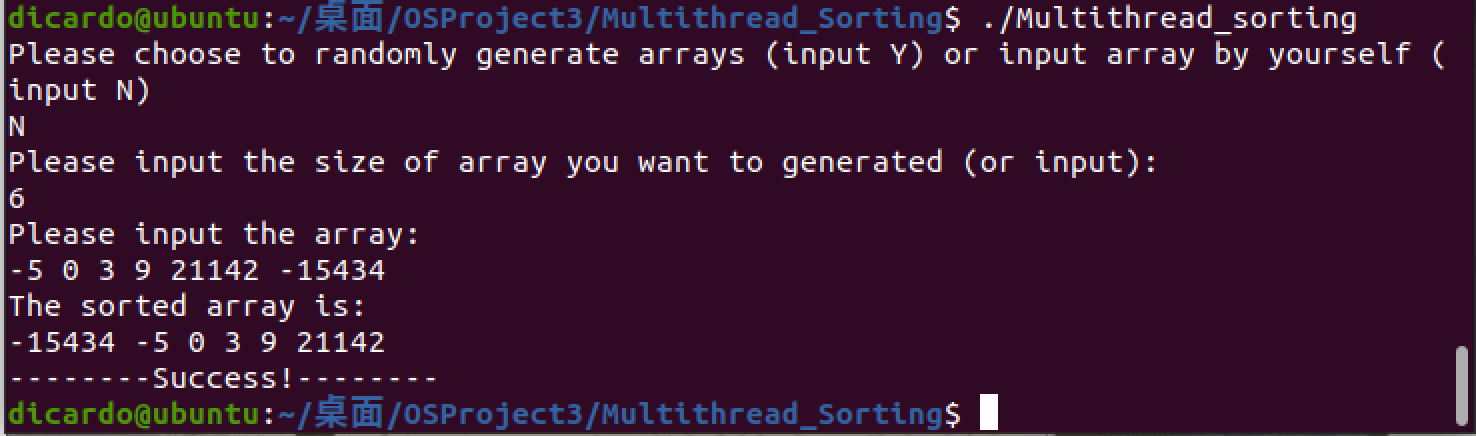 dicardo@ubuntu:~/桌面/OSProject3/Multithread_Sorting$ ./Multithread_sorting
Please choose to randomly generate arrays (input Y) or input array by yourself (
input N)
N
Please input the size of array you want to generated (or input):
6
Please input the array:
-5 0 3 9 21142 -15434
The sorted array is:
-15434 -5 0 3 9 21142
--------Success!--------
dicardo@ubuntu:~/桌面/OSProject3/Multithread_Sorting$